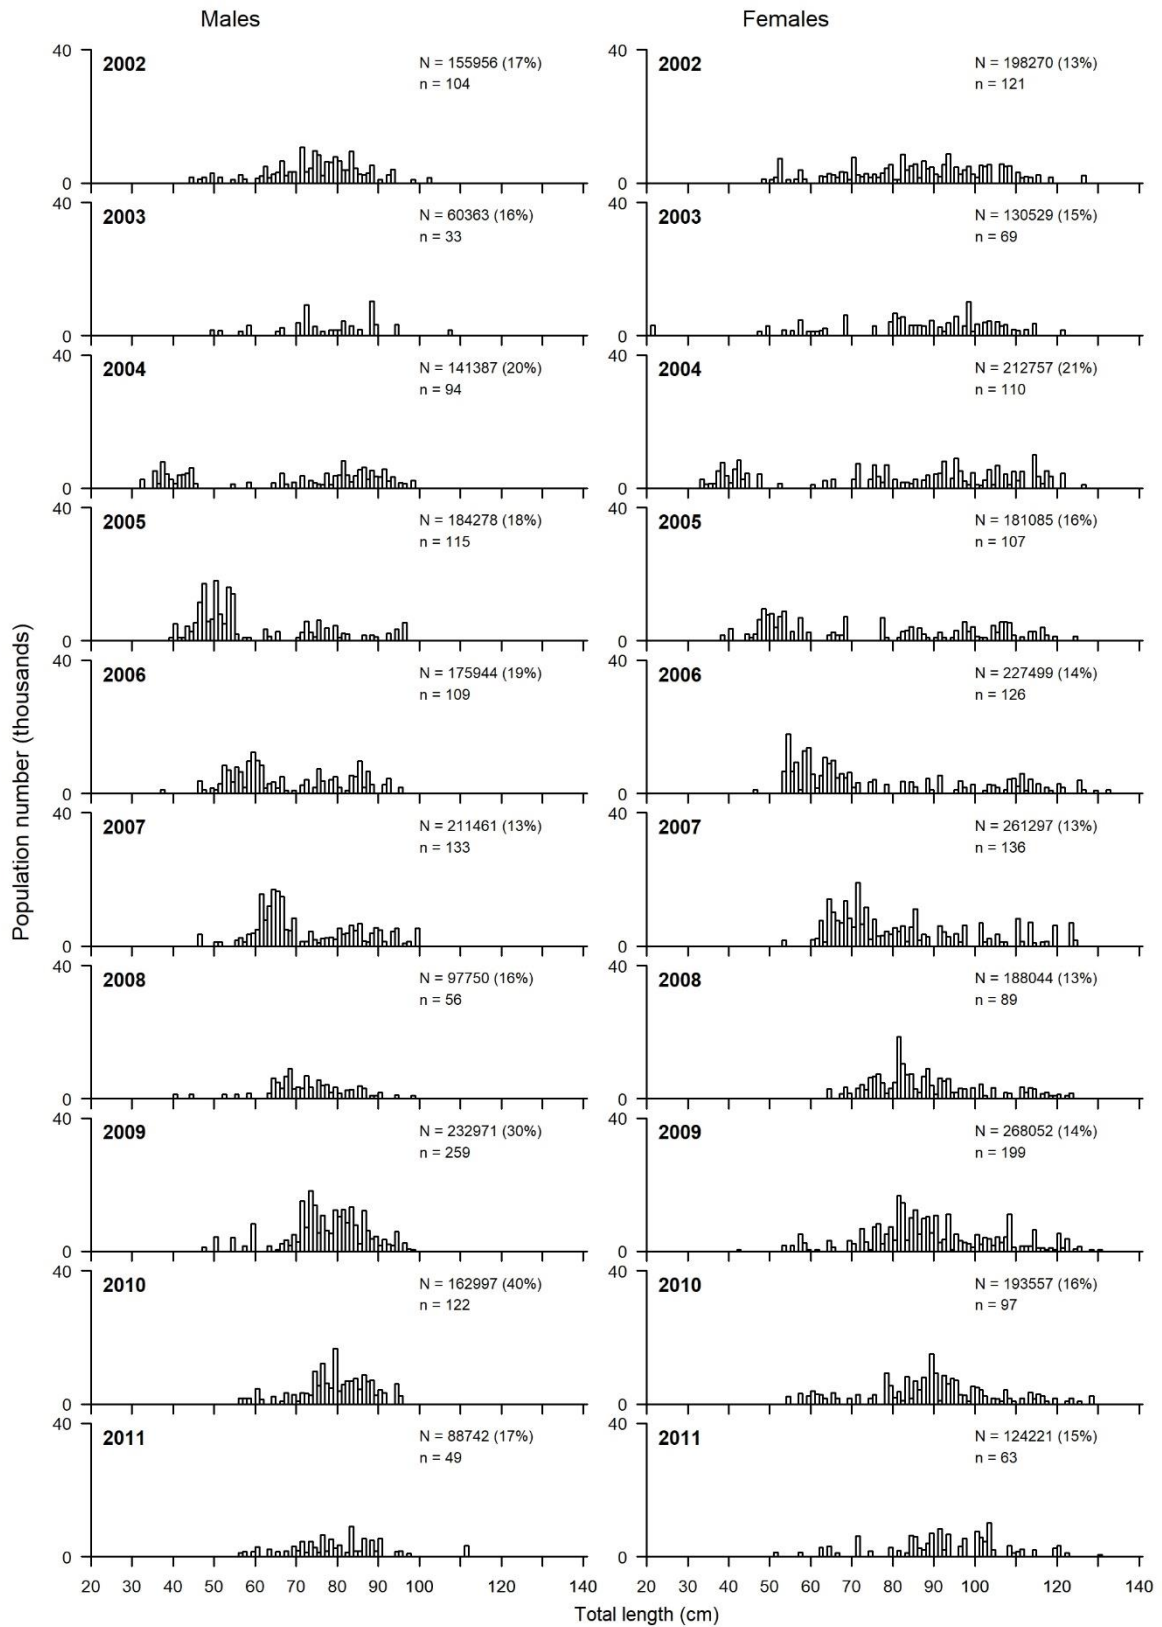 Males Females
40 40
2002 N = 155956 (17%) 2002 N = 198270 (13%)
n = 104 n = 121
0 0
40 40
2003 N = 60363 (16%) 2003 N = 130529 (15%)
n = 33 n = 69
0 0
40 40
2004 N = 141387 (20%) 2004 N = 212757 (21%)
n = 94 n = 110
0 0
40 40
2005 N = 184278 (18%) 2005 N = 181085 (16%)
n = 115 n = 107
0 0
40 40
2006 N = 175944 (19%) 2006 N = 227499 (14%)
n = 109 n = 126
0 0
40 40
2007 N = 211461 (13%) 2007 N = 261297 (13%)
n = 133 n = 136
0 0
40 40
2008 N = 97750 (16%) 2008 N = 188044 (13%)
n = 56 n = 89
0 0
40 40
2009 N = 232971 (30%) 2009 N = 268052 (14%)
n = 259 n = 199
0 0
40 40
2010 N = 162997 (40%) 2010 N = 193557 (16%)
n = 122 n = 97
0 0
40 40
2011 N = 88742 (17%) 2011 N = 124221 (15%)
n = 49 n = 63
0 0
20 30 40 50 60 70 80 90 100 120 140 20 30 40 50 60 70 80 90 100 120 140
Total length (cm)
Population number (thousands)